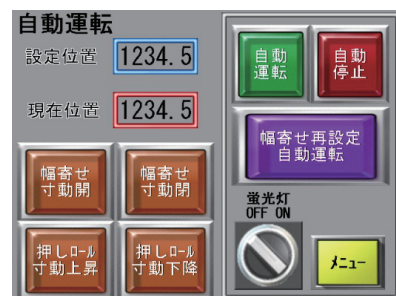 自動運転
設定位置 1234.5
現在位置 1234.5
幅寄せ
寸動開
幅寄せ
寸動閉
押しロール
寸動上昇
押しロール
寸動下降
自動
運転
自動
停止
幅寄せ再設定
自動運転
蛍光灯
OFF ON
メニュー